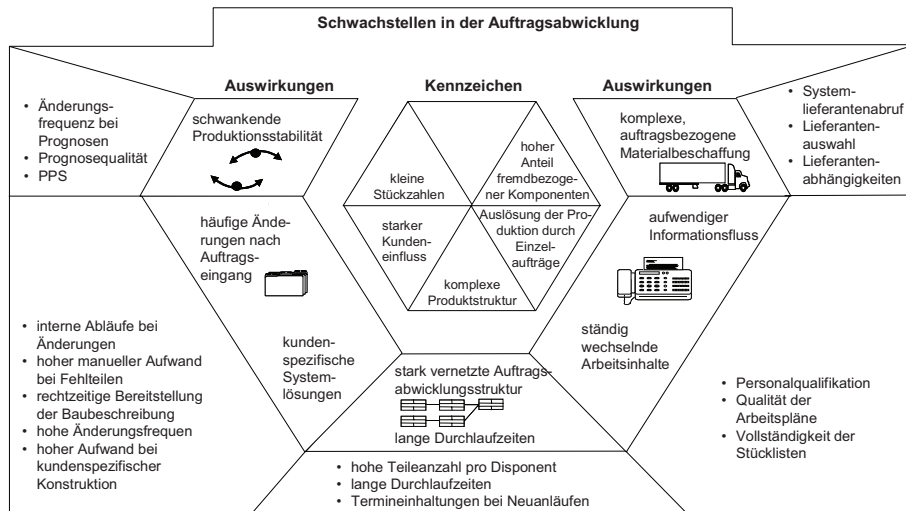 Schwachstellen in der Auftragsabwicklung
Auswirkungen
Kennzeichen
Auswirkungen
• Änderungs-
frequenz bei
Prognosen
• Prognosequalität
• PPS
schwankende
Produktionsstabilität
kleine
Stückzahlen
hoher
Anteil
fremdbezoge-
ner Komponenten
komplexe,
auftragsbezogene
Materialbeschaffung
• System-
lieferantenabruf
• Lieferanten-
auswahl
• Lieferanten-
abhängigkeiten
häufige Ände-
rungen nach
Auftrags-
eingang
starker
Kunden-
einfluss
Auslösung der Pro-
duktion durch
Einzel-
aufträge
komplexe
Produktstruktur
aufwendiger
Informationsfluss
• interne Abläufe bei
Änderungen
• hoher manueller Aufwand
bei Fehlteilen
• rechtzeitige Bereitstellung
der Baubeschreibung
• hohe Änderungsfrequen
• hoher Aufwand bei
kundenspezifischer
Konstruktion
kunden-
spezifische
System-
lösungen
stark vernetzte Auftrags-
abwicklungsstruktur
lange Durchlaufzeiten
ständig
wechselnde
Arbeitsinhalte
• Personalqualifikation
• Qualität der
Arbeitspläne
• Vollständigkeit der
Stücklisten
• hohe Teileanzahl pro Disponent
• lange Durchlaufzeiten
• Termineinhaltungen bei Neuanläufen